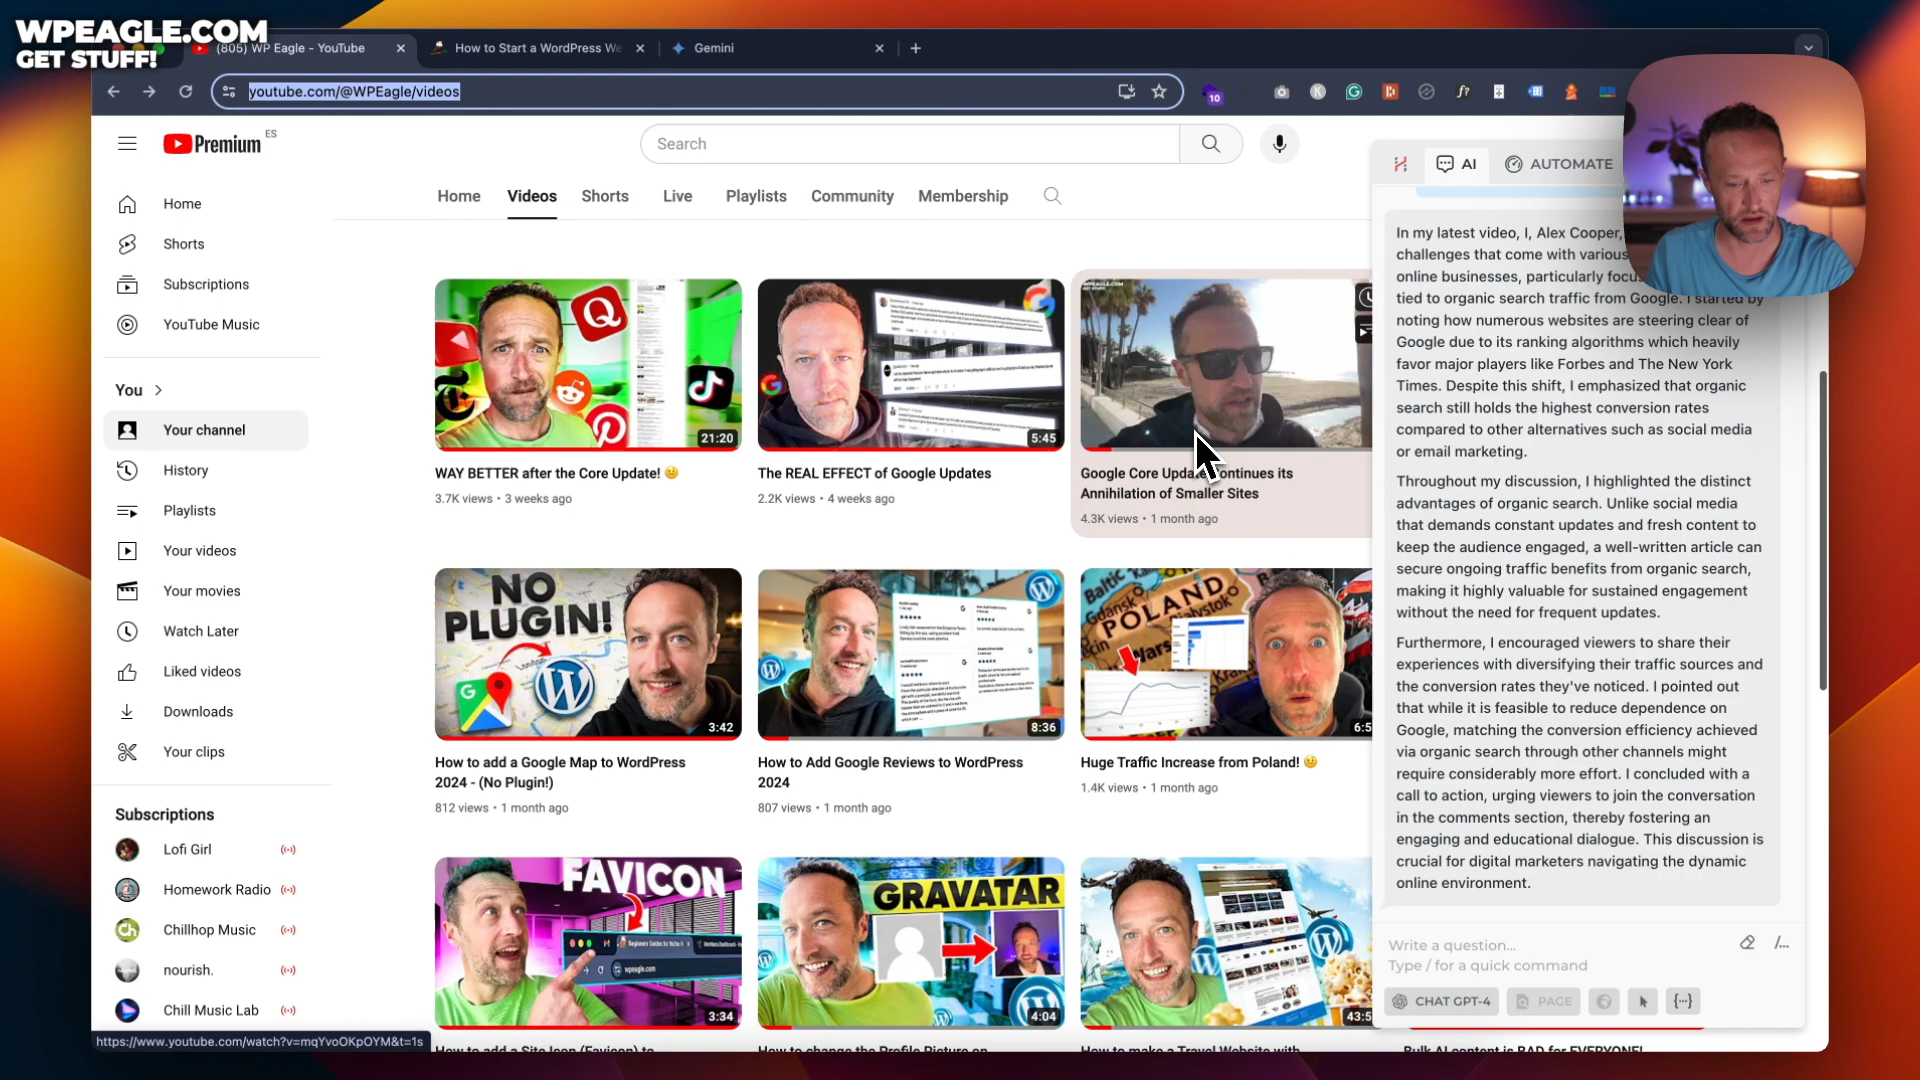 WPEAGLE.COM
GET STUFF!
(805) WP Eagle - YouTube
How to Start a WordPress We
Gemini
youtube.com/@WPEagle/videos
10
Premium
ES
Search
AI
AUTOMATE
Home
Videos
Shorts
Live
Playlists
Community
Membership
Home
Shorts
Subscriptions
YouTube Music
You
Your channel
History
Playlists
Your videos
Your movies
Watch Later
Liked videos
Downloads
Your clips
Subscriptions
Lofi Girl
Homework Radio
Chillhop Music
nourish.
Chill Music Lab
21:20
WAY BETTER after the Core Update!
3.7K views • 3 weeks ago
5:45
The REAL EFFECT of Google Updates
2.2K views • 4 weeks ago
WPEAGLE.COM
Google Core Update Continues its
Annihilation of Smaller Sites
4.3K views • 1 month ago
NO
PLUGIN!
3:42
How to add a Google Map to WordPress
2024 - (No Plugin!)
812 views • 1 month ago
8:36
How to Add Google Reviews to WordPress
2024
807 views • 1 month ago
Baltic
Gdańsk
POLAND
Białystok
Wars
6:5
Huge Traffic Increase from Poland!
1.4K views • 1 month ago
FAVICON
wpeagle.com
3:34
How to add a Site Icon (Favicon) to
GRAVATAR
4:04
How to change the Profile Picture on
43:5
How to make a Travel Website with
Bulk AI content is BAD for EVERYONE!
In my latest video, I, Alex Cooper,
challenges that come with various
online businesses, particularly focus
tied to organic search traffic from Google. I started by
noting how numerous websites are steering clear of
Google due to its ranking algorithms which heavily
favor major players like Forbes and The New York
Times. Despite this shift, I emphasized that organic
search still holds the highest conversion rates
compared to other alternatives such as social media
or email marketing.
Throughout my discussion, I highlighted the distinct
advantages of organic search. Unlike social media
that demands constant updates and fresh content to
keep the audience engaged, a well-written article can
secure ongoing traffic benefits from organic search,
making it highly valuable for sustained engagement
without the need for frequent updates.
Furthermore, I encouraged viewers to share their
experiences with diversifying their traffic sources and
the conversion rates they've noticed. I pointed out
that while it is feasible to reduce dependence on
Google, matching the conversion efficiency achieved
via organic search through other channels might
require considerably more effort. I concluded with a
call to action, urging viewers to join the conversation
in the comments section, thereby fostering an
engaging and educational dialogue. This discussion is
crucial for digital marketers navigating the dynamic
online environment.
Write a question...
Type / for a quick command
/...
CHAT GPT-4
PAGE
{...}
https://www.youtube.com/watch?v=mqYvoOKpOYM&t=1s